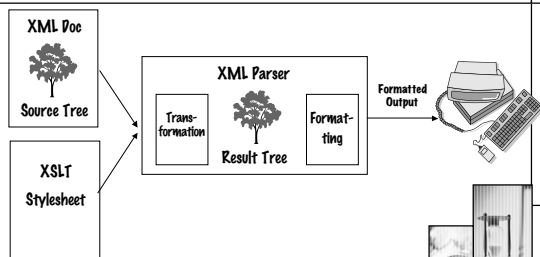 XML Doc
Source Tree
XSLT
Stylesheet
XML Parser
Trans-
formation
Result Tree
Format-
ting
Formatted
Output